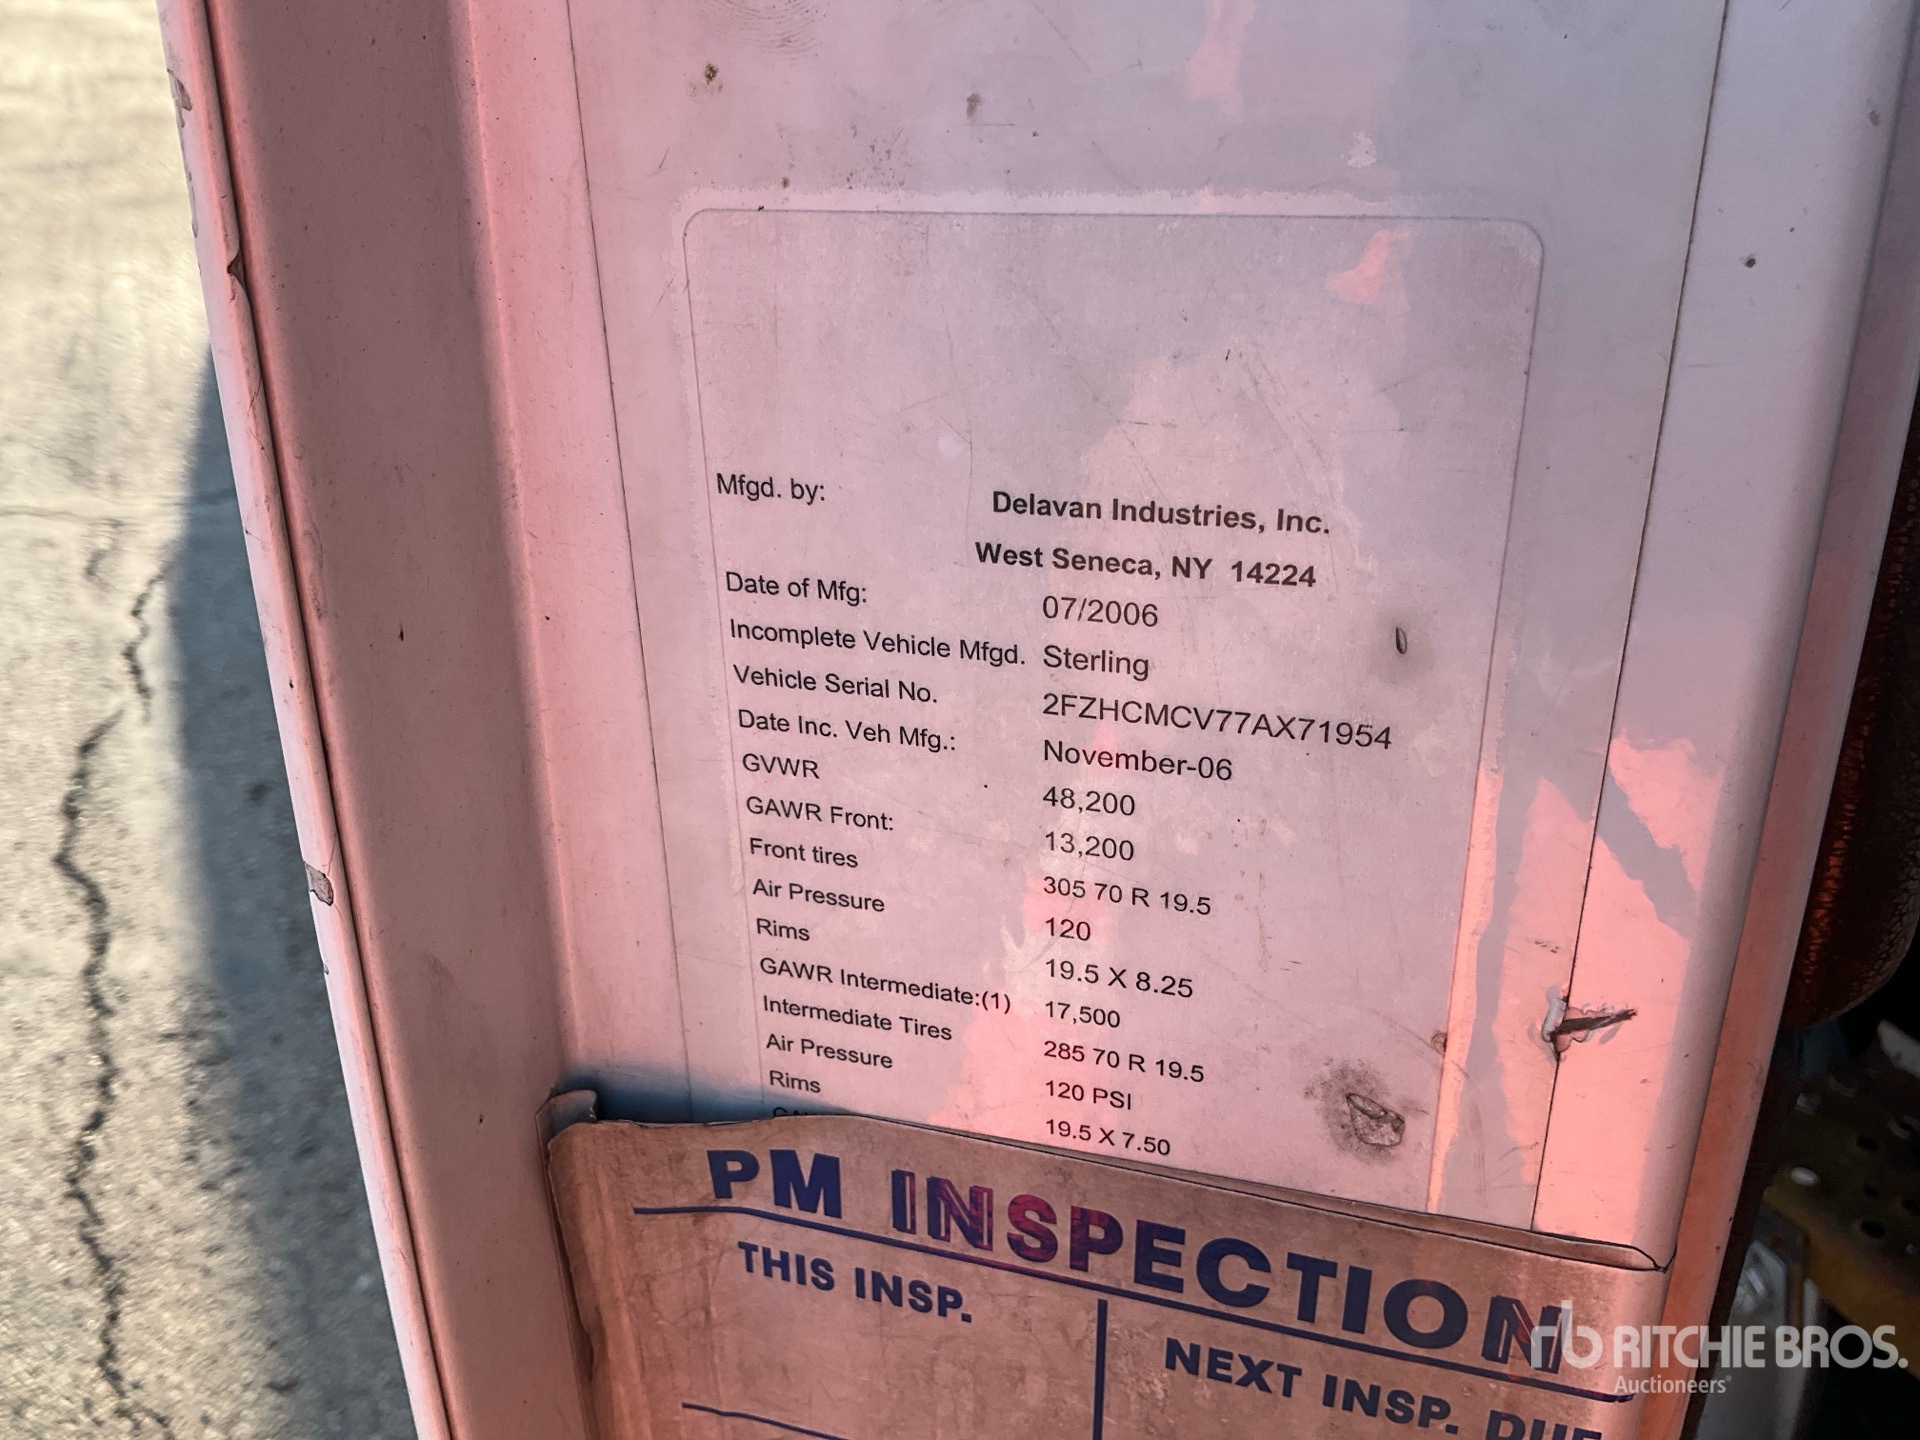 Mfgd. by: Delavan Industries, Inc.
West Seneca, NY 14224
Date of Mfg: 07/2006
Incomplete Vehicle Mfgd. Sterling
Vehicle Serial No. 2FZHCMCV77AX71954
Date Inc. Veh Mfg.: November-06
GVWR 48,200
GAWR Front: 13,200
Front tires 305 70 R 19.5
Air Pressure 120
Rims 19.5 X 8.25
GAWR Intermediate:(1) 17,500
Intermediate Tires 285 70 R 19.5
Air Pressure 120 PSI
Rims 19.5 X 7.50
PM INSPECTION
THIS INSP.
NEXT INSP. DUE
rb RITCHIE BROS.
Auctioneers